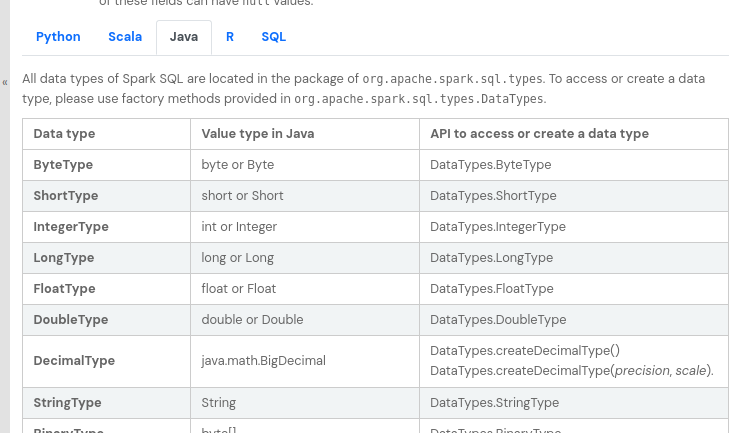 of these fields can have null values.
Python Scala Java R SQL
«
All data types of Spark SQL are located in the package of org.apache.spark.sql.types. To access or create a data
type, please use factory methods provided in org.apache.spark.sql.types.DataTypes.
Data type Value type in Java API to access or create a data type
ByteType byte or Byte DataTypes.ByteType
ShortType short or Short DataTypes.ShortType
IntegerType int or Integer DataTypes.IntegerType
LongType long or Long DataTypes.LongType
FloatType float or Float DataTypes.FloatType
DoubleType double or Double DataTypes.DoubleType
DecimalType java.math.BigDecimal DataTypes.createDecimalType()
DataTypes.createDecimalType(precision, scale).
StringType String DataTypes.StringType
BinaryType byte[] DataTypes.BinaryType